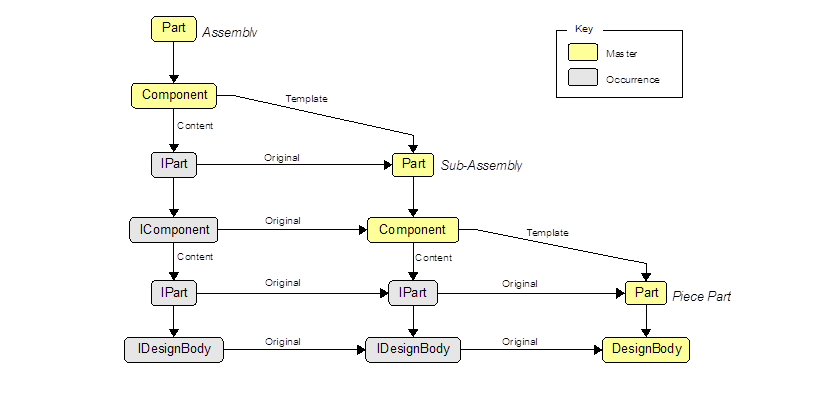 Part
Assembly
Key
Master
Occurrence
Component
Template
Content
IPart
Original
Part
Sub-Assembly
IComponent
Original
Component
Template
Content
Content
IPart
Original
IPart
Original
Part
Piece Part
IDesignBody
Original
IDesignBody
Original
DesignBody